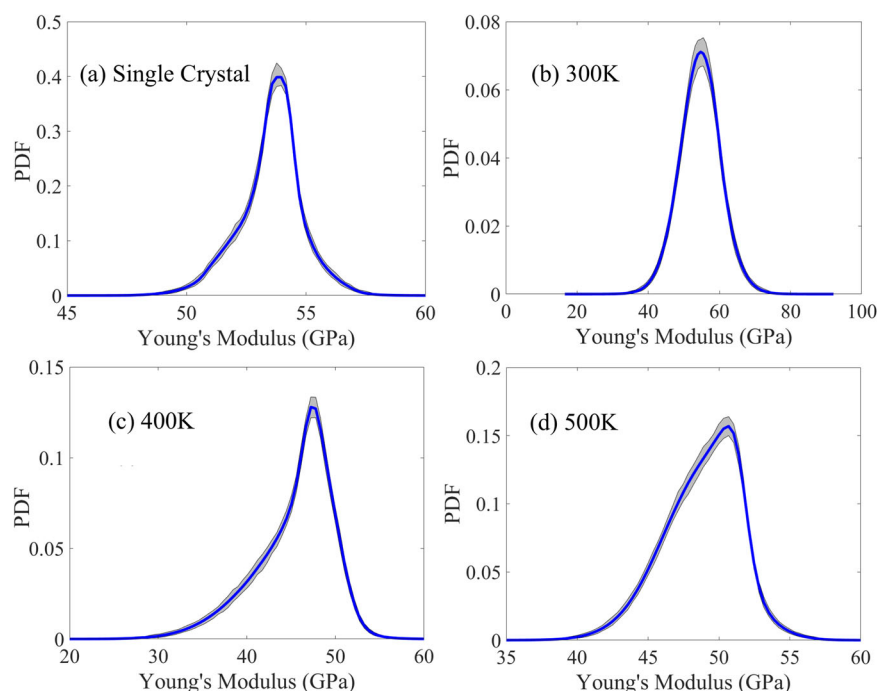 0.5
0.4
0.3
0.2
0.1
0
PDF
(a) Single Crystal
45 50 55 60
Young's Modulus (GPa)
0.08
0.06
0.04
0.02
0
PDF
(b) 300K
0 20 40 60 80 100
Young's Modulus (GPa)
0.15
0.1
0.05
0
PDF
(c) 400K
20 30 40 50 60
Young's Modulus (GPa)
0.2
0.15
0.1
0.05
0
PDF
(d) 500K
35 40 45 50 55 60
Young's Modulus (GPa)